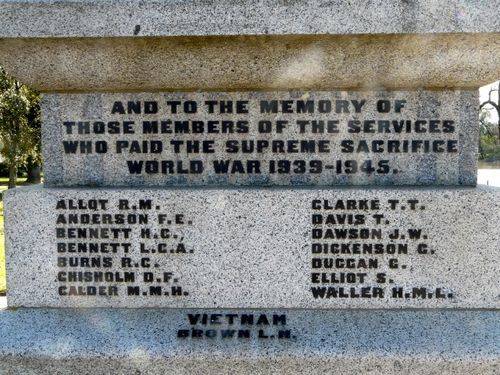 AND TO THE MEMORY OF
THOSE MEMBERS OF THE SERVICES
WHO PAID THE SUPREME SACRIFICE
WORLD WAR 1939-1945.
ALLOT R.M.
ANDERSON F.E.
BENNETT H.C.
BENNETT L.C.A.
BURNS R.C.
CHISHOLM D.F.
CALDER M.M.H.
CLARKE T.T.
DAVIS T.
DAWSON J.W.
DICKENSON G.
DUGGAN G.
ELLIOT S.
WALLER H.M.L.
VIETNAM
BROWN L.N.